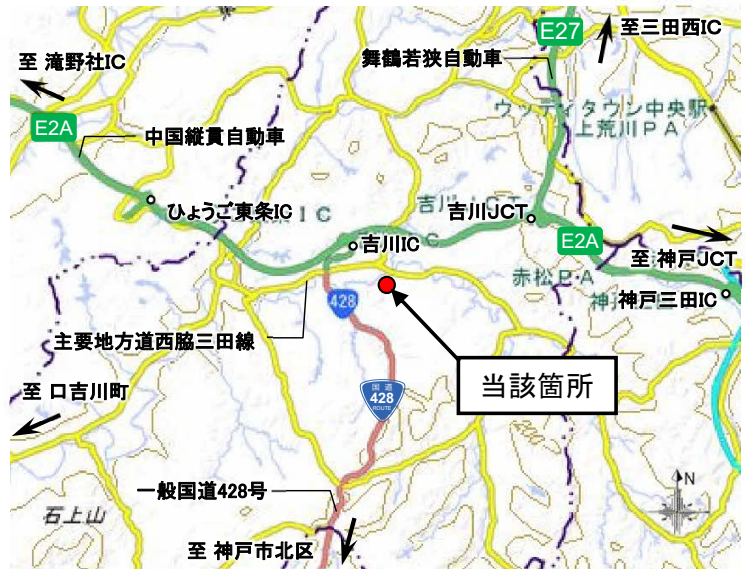 E27
至 三田西IC
至 滝野社IC
舞鶴若狭自動車
ウッディタウン中央駅
上荒川PA
E2A
中国縦貫自動車
ひょうご東条IC
吉川JCT
吉川IC
E2A
至 神戸JCT
赤松PA
神戸三田IC
428
主要地方道西脇三田線
当該箇所
至 口吉川町
国道
428
ROUTE
一般国道428号
N
石上山
至 神戸市北区